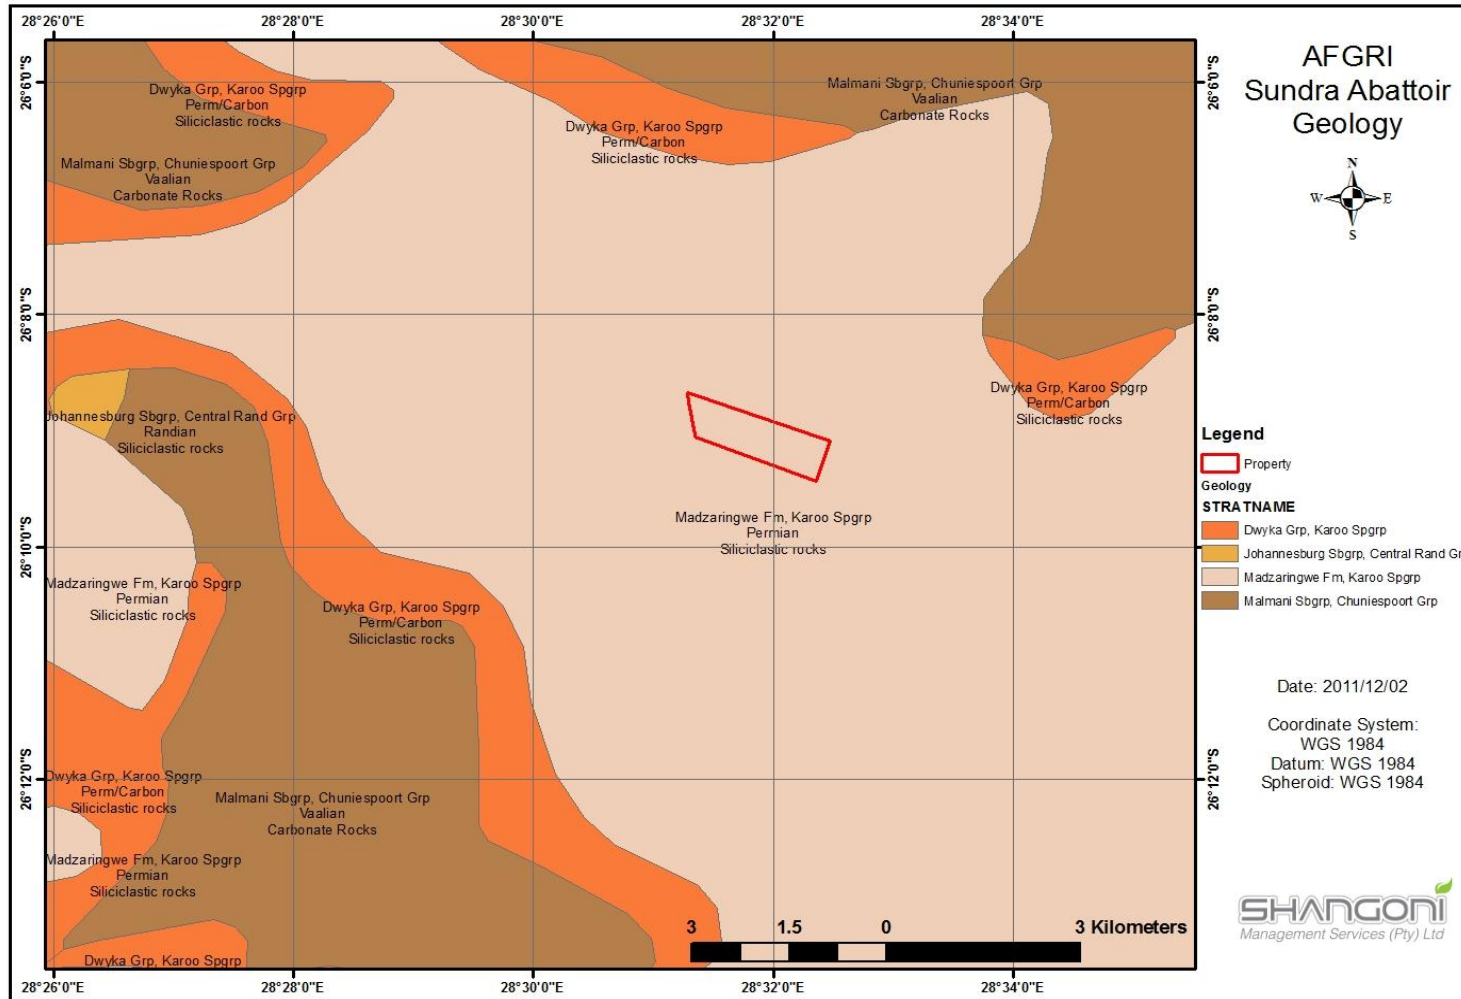 28°26'0"E
28°28'0"E
28°30'0"E
28°32'0"E
28°34'0"E
AFGRI
Sundra Abattoir
Geology
N
W
E
S
26°6'0"S
26°6'0"S
Dwyka Grp, Karoo Spgrp
Perm/Carbon
Siliciclastic rocks
Malmani Sbgrp, Chuniespoort Grp
Vaalian
Carbonate Rocks
Dwyka Grp, Karoo Spgrp
Perm/Carbon
Siliciclastic rocks
Malmani Sbgrp, Chuniespoort Grp
Vaalian
Carbonate Rocks
26°8'0"S
26°8'0"S
Dwyka Grp, Karoo Spgrp
Perm/Carbon
Siliciclastic rocks
Johannesburg Sbgrp, Central Rand Grp
Randian
Siliciclastic rocks
Madzaringwe Fm, Karoo Spgrp
Permian
Siliciclastic rocks
26°10'0"S
26°10'0"S
Madzaringwe Fm, Karoo Spgrp
Permian
Siliciclastic rocks
Dwyka Grp, Karoo Spgrp
Perm/Carbon
Siliciclastic rocks
26°12'0"S
26°12'0"S
Dwyka Grp, Karoo Spgrp
Perm/Carbon
Siliciclastic rocks
Malmani Sbgrp, Chuniespoort Grp
Vaalian
Carbonate Rocks
Madzaringwe Fm, Karoo Spgrp
Permian
Siliciclastic rocks
Dwyka Grp, Karoo Spgrp
3 1.5 0 3 Kilometers
28°26'0"E
28°28'0"E
28°30'0"E
28°32'0"E
28°34'0"E
Legend
Property
Geology
STRATNAME
Dwyka Grp, Karoo Spgrp
Johannesburg Sbgrp, Central Rand Gr
Madzaringwe Fm, Karoo Spgrp
Malmani Sbgrp, Chuniespoort Grp
Date: 2011/12/02
Coordinate System:
WGS 1984
Datum: WGS 1984
Spheroid: WGS 1984
SHANGONI
Management Services (Pty) Ltd